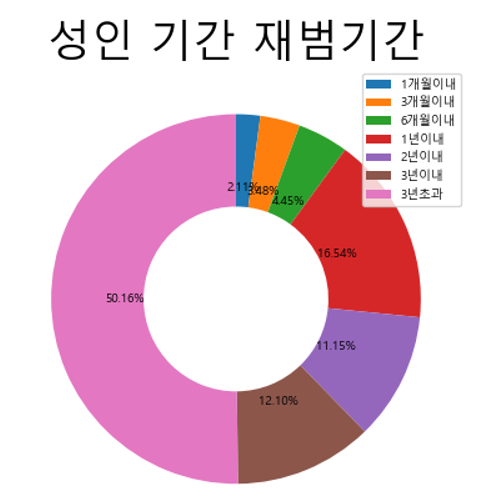 성인 기간 재범기간
1개월이내
3개월이내
6개월이내
1년이내
2년이내
3년이내
3년초과
2.11%
3.48%
4.45%
16.54%
50.16%
11.15%
12.10%